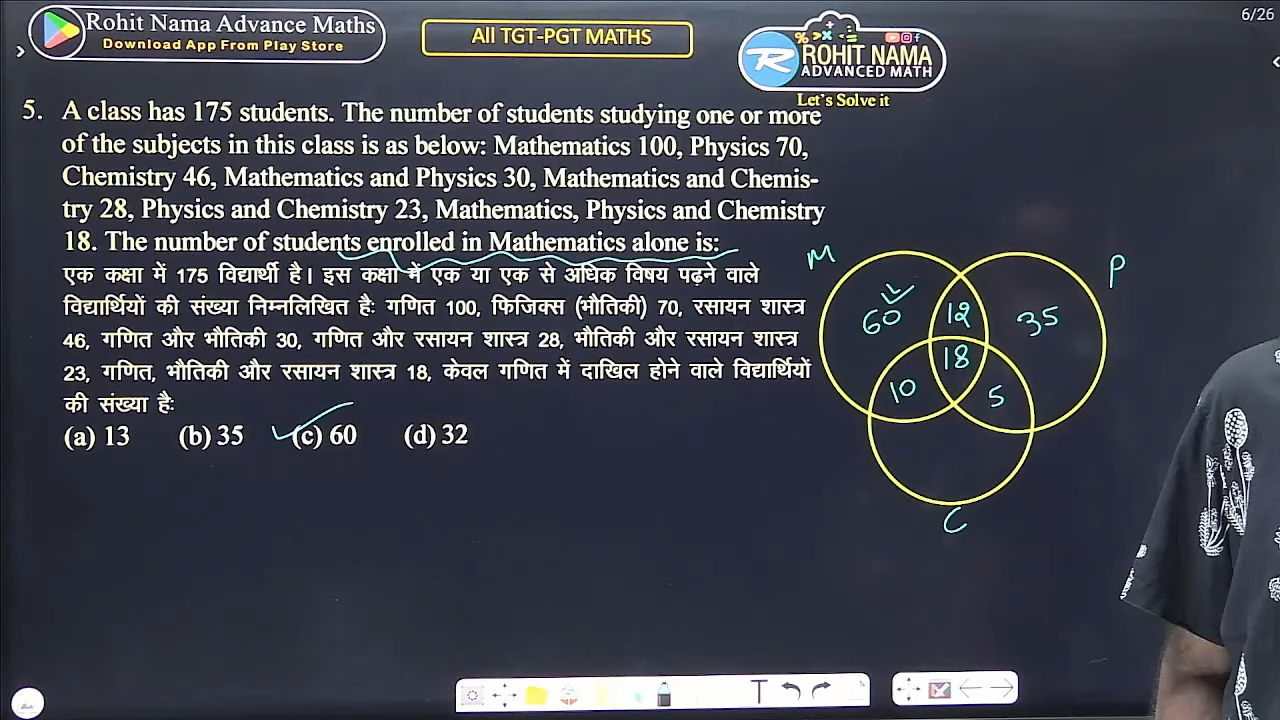 6/26
Rohit Nama Advance Maths
Download App From Play Store
All TGT-PGT MATHS
ROHIT NAMA
ADVANCED MATH
Let's Solve it
5. A class has 175 students. The number of students studying one or more
of the subjects in this class is as below: Mathematics 100, Physics 70,
Chemistry 46, Mathematics and Physics 30, Mathematics and Chemis-
try 28, Physics and Chemistry 23, Mathematics, Physics and Chemistry
18. The number of students enrolled in Mathematics alone is:
एक कक्षा में 175 विद्यार्थी है। इस कक्षा में एक या एक से अधिक विषय पढ़ने वाले
विद्यार्थियों की संख्या निम्नलिखित हैः गणित 100, फिजिक्स (भौतिकी) 70, रसायन शास्त्र
46, गणित और भौतिकी 30, गणित और रसायन शास्त्र 28, भौतिकी और रसायन शास्त्र
23, गणित, भौतिकी और रसायन शास्त्र 18, केवल गणित में दाखिल होने वाले विद्यार्थियों
की संख्या हैः
(a) 13 (b) 35 (c) 60 (d) 32
M
P
60 12 35
18
10 5
C